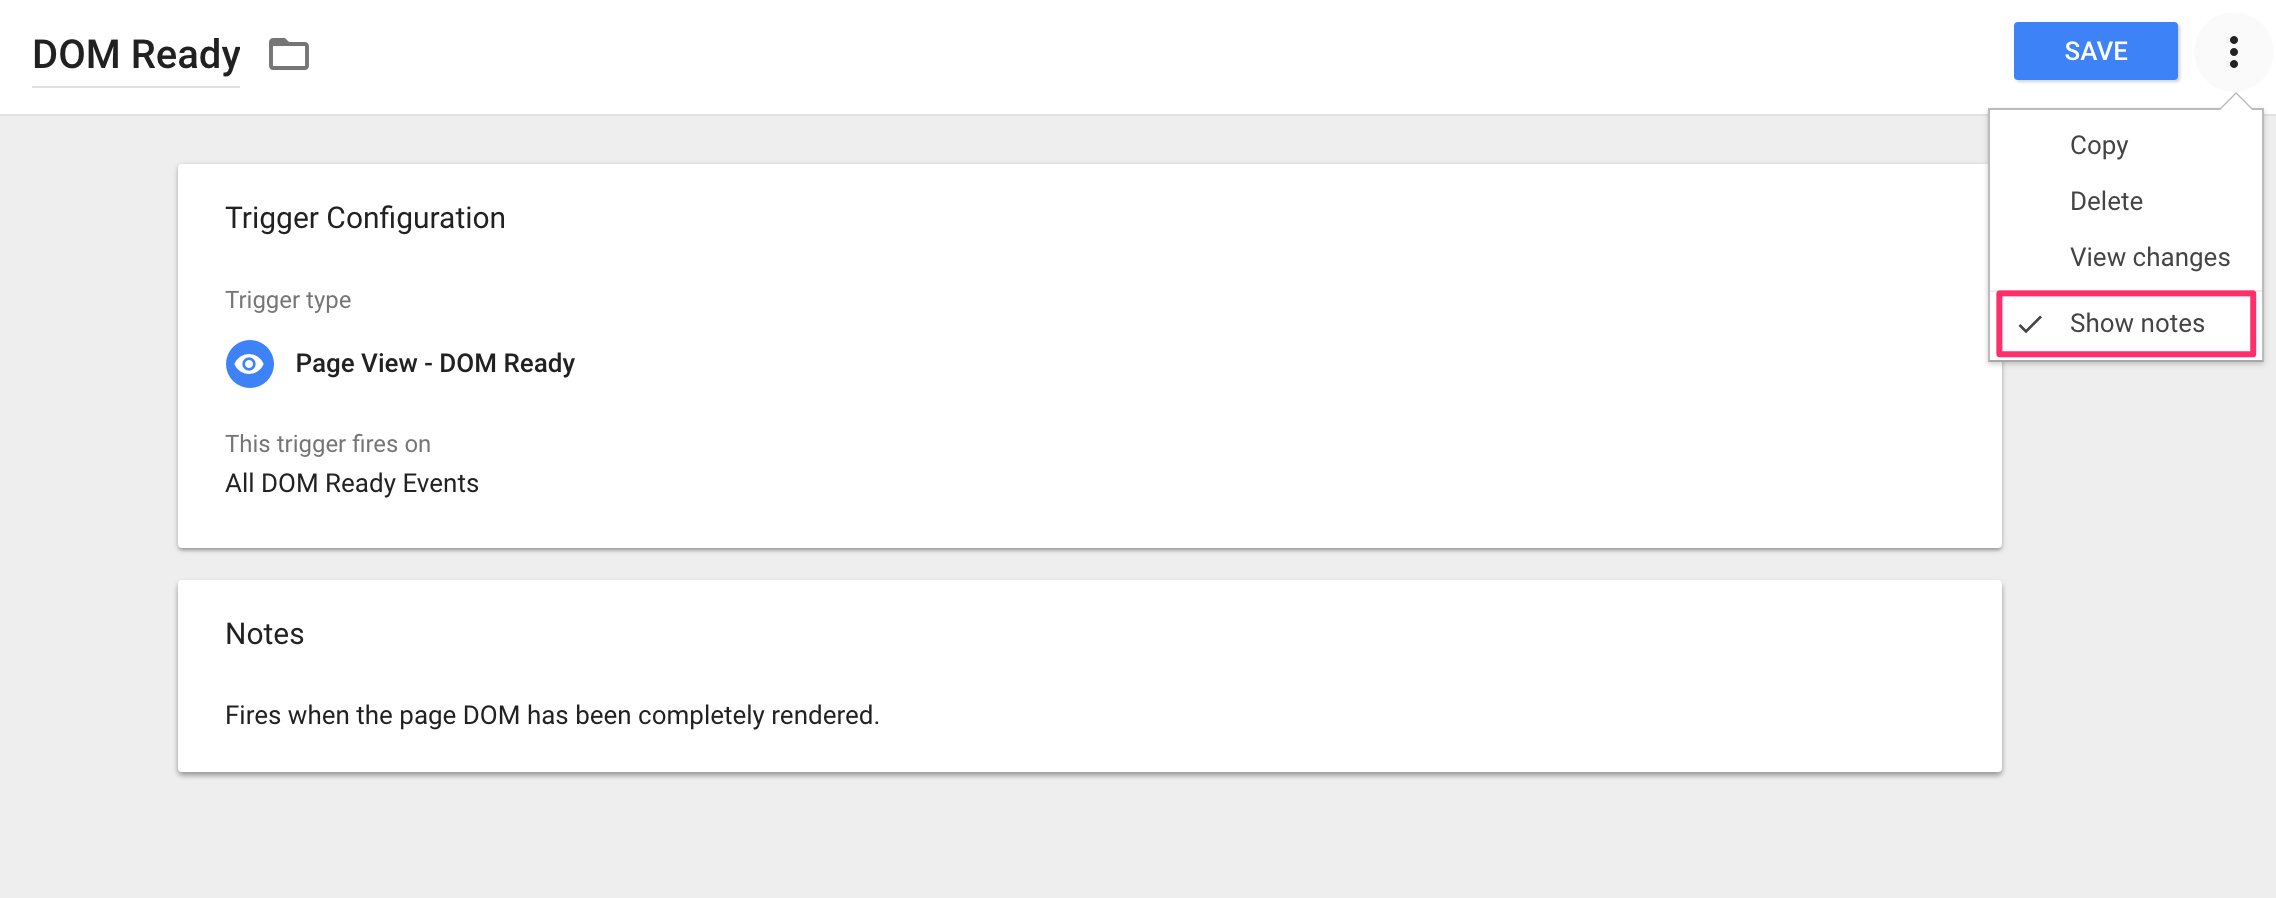 DOM Ready
SAVE
Copy
Delete
View changes
Show notes
Trigger Configuration
Trigger type
Page View - DOM Ready
This trigger fires on
All DOM Ready Events
Notes
Fires when the page DOM has been completely rendered.